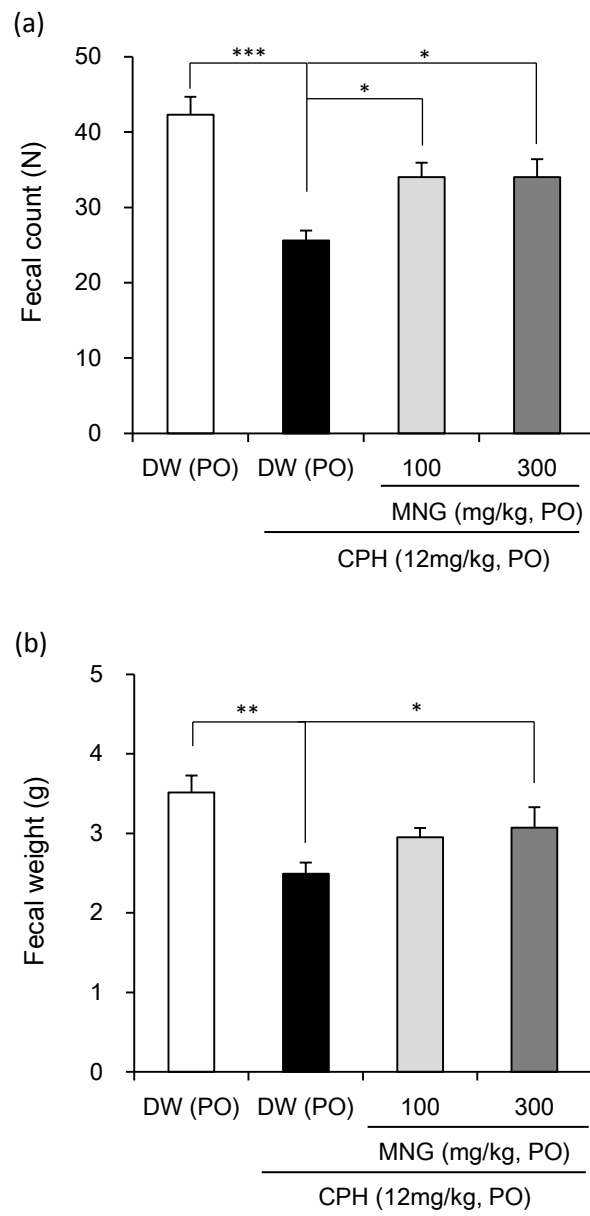 (a)
Fecal count (N)
50
40
30
20
10
0
***
*
*
DW (PO) DW (PO) 100 300
MNG (mg/kg, PO)
CPH (12mg/kg, PO)
(b)
Fecal weight (g)
5
4
3
2
1
0
**
*
DW (PO) DW (PO) 100 300
MNG (mg/kg, PO)
CPH (12mg/kg, PO)